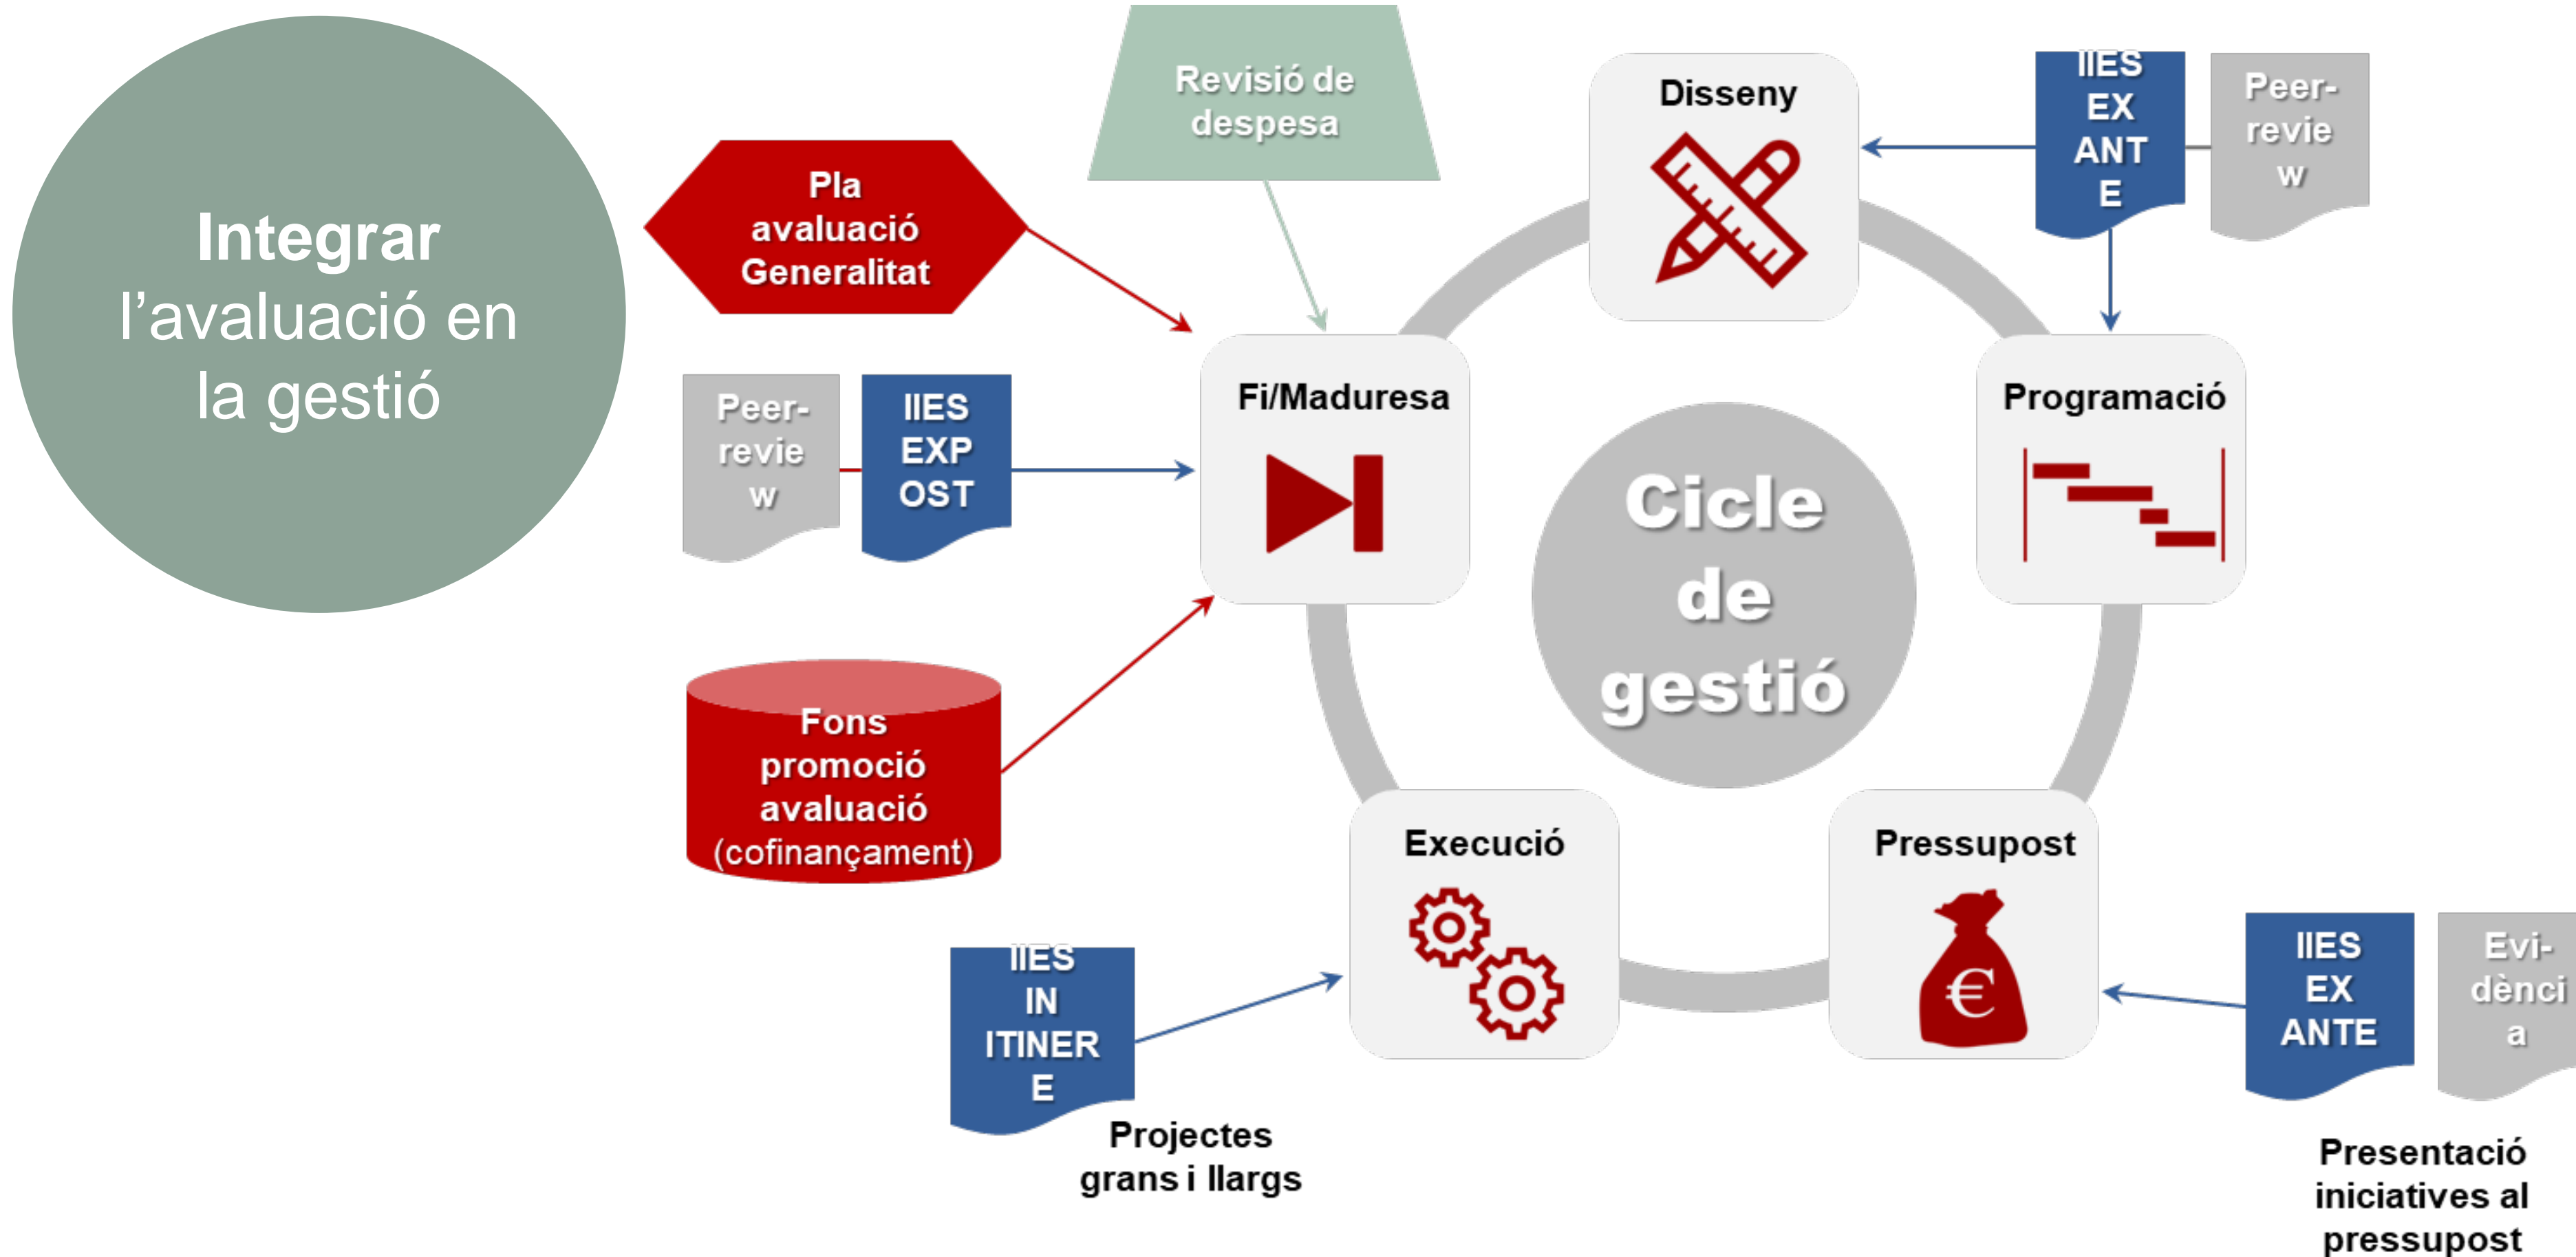 Integrar
l’avaluació en
la gestió
Revisió de
despesa
Pla
avaluació
Generalitat
Disseny
IIES
EX
ANT
E
Peer-
revie
w
Peer-
revie
w
IIES
EXP
OST
Fi/Maduresa
Programació
Cicle
de
gestió
Fons
promoció
avaluació
(cofinançament)
Execució
Pressupost
€
IIES
IN
ITINER
E
Projectes
grans i llargs
IIES
EX
ANTE
Evi-
dènci
a
Presentació
iniciatives al
pressupost